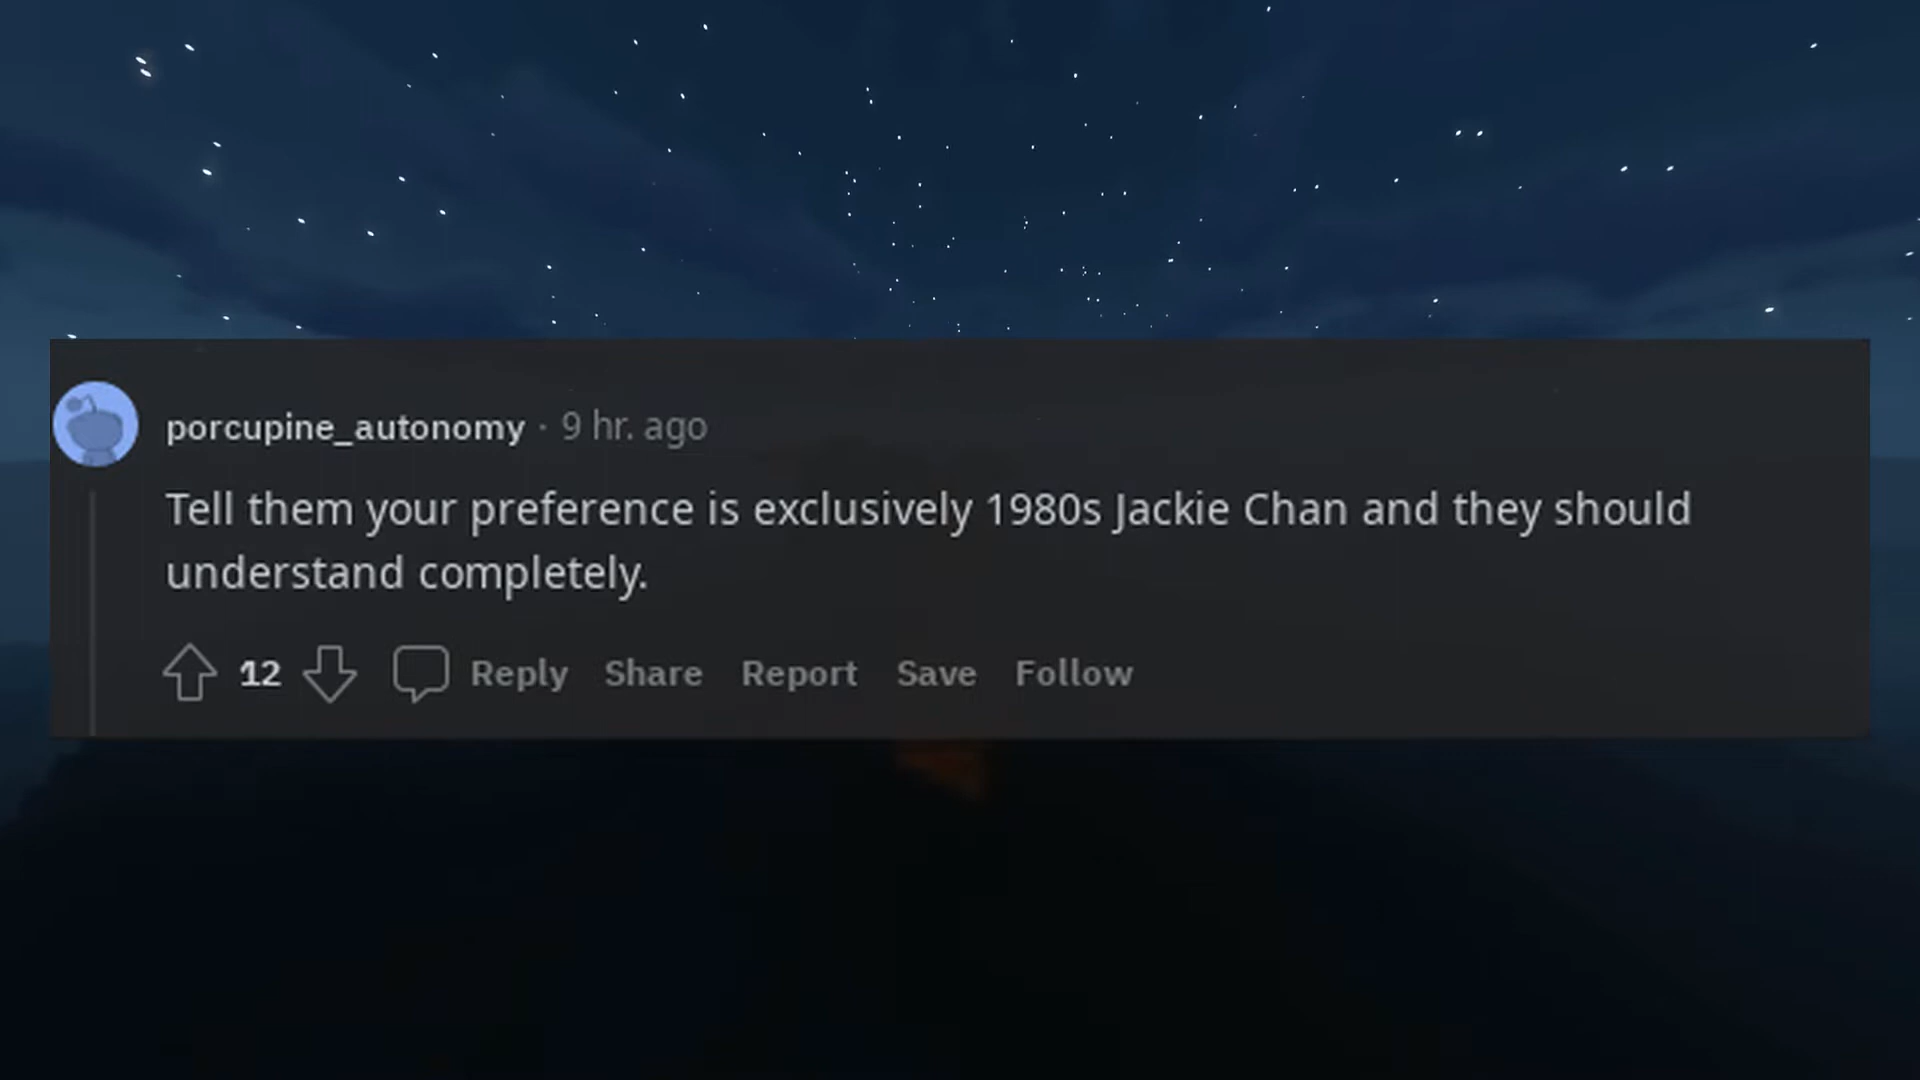 porcupine_autonomy · 9 hr. ago
Tell them your preference is exclusively 1980s Jackie Chan and they should
understand completely.
12 Reply Share Report Save Follow